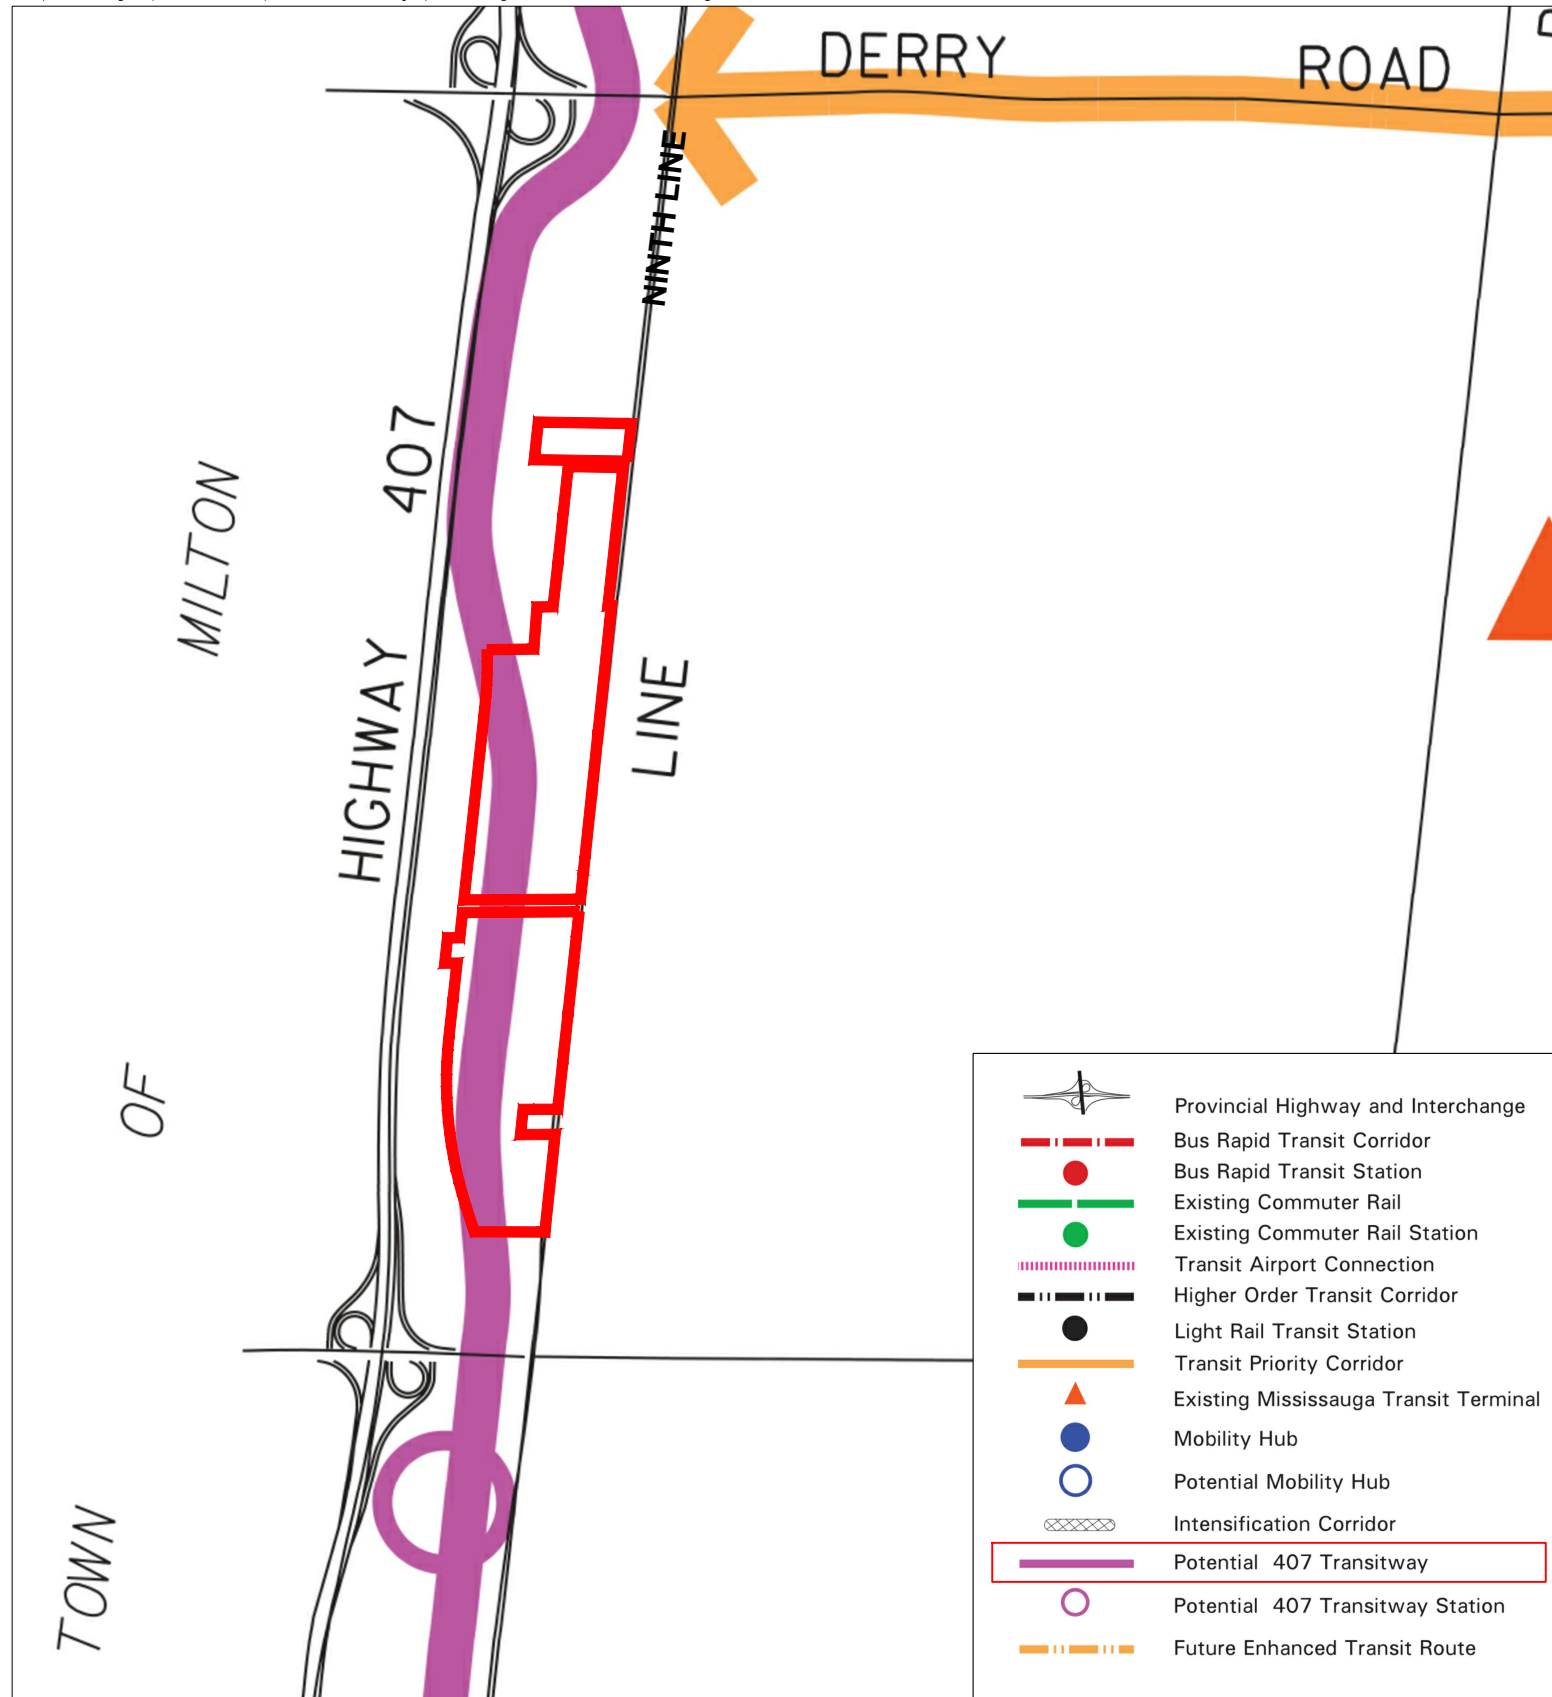 DERRY ROAD
NINTH LINE
407
MILTON
HIGHWAY
LINE
OF
TOWN
Provincial Highway and Interchange
Bus Rapid Transit Corridor
Bus Rapid Transit Station
Existing Commuter Rail
Existing Commuter Rail Station
Transit Airport Connection
Higher Order Transit Corridor
Light Rail Transit Station
Transit Priority Corridor
Existing Mississauga Transit Terminal
Mobility Hub
Potential Mobility Hub
Intensification Corridor
Potential 407 Transitway
Potential 407 Transitway Station
Future Enhanced Transit Route